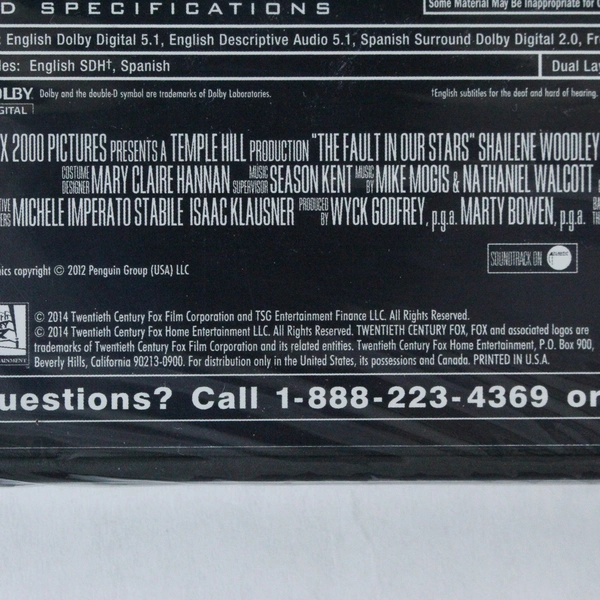 D SPECIFICATIONS
Some Material May Be Inappropriate for C
: English Dolby Digital 5.1, English Descriptive Audio 5.1, Spanish Surround Dolby Digital 2.0, Fr
les: English SDH†, Spanish
Dual Lay
OLBY
GITAL
Dolby and the double-D symbol are trademarks of Dolby Laboratories.
†English subtitles for the deaf and hard of hearing.
X 2000 PICTURES PRESENTS A TEMPLE HILL PRODUCTION "THE FAULT IN OUR STARS" SHAILENE WOODLEY
COSTUME DESIGNER MARY CLAIRE HANNAN MUSIC SUPERVISOR SEASON KENT MUSIC BY MIKE MOGIS & NATHANIEL WALCOTT
MICHELE IMPERATO STABILE ISAAC KLAUSNER PRODUCED BY WYCK GODFREY, p.g.a. MARTY BOWEN, p.g.a.
SOUNDTRACK ON
ics copyright © 2012 Penguin Group (USA) LLC
© 2014 Twentieth Century Fox Film Corporation and TSG Entertainment Finance LLC. All Rights Reserved.
© 2014 Twentieth Century Fox Home Entertainment LLC. All Rights Reserved. TWENTIETH CENTURY FOX, FOX and associated logos are
trademarks of Twentieth Century Fox Film Corporation and its related entities. Twentieth Century Fox Home Entertainment, P.O. Box 900,
Beverly Hills, California 90213-0900. For distribution only in the United States, its possessions and Canada. PRINTED IN U.S.A.
uestions? Call 1-888-223-4369 or